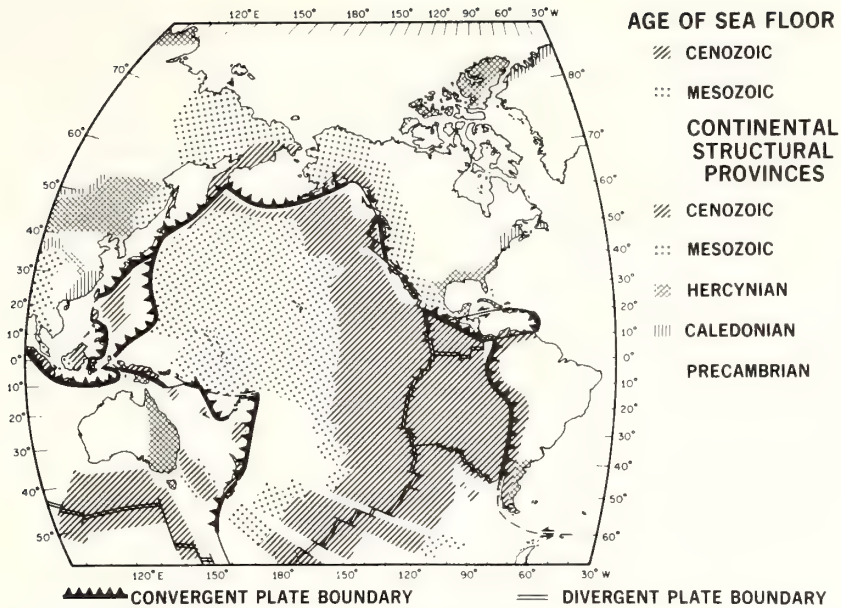 120°E 150° 180° 150° 120° 90° 60° 30°W
AGE OF SEA FLOOR
CENOZOIC
MESOZOIC
CONTINENTAL
STRUCTURAL
PROVINCES
CENOZOIC
MESOZOIC
HERCYNIAN
CALEDONIAN
PRECAMBRIAN
70°
60°
50°
40°
30°
20°
10°
0°
10°
20°
30°
40°
50°
80°
70°
60°
50°
40°
30°
20°
10°
0°
10°
20°
30°
40°
50°
60°
120°E 150° 180° 150° 120° 90° 60° 30°W
CONVERGENT PLATE BOUNDARY
DIVERGENT PLATE BOUNDARY